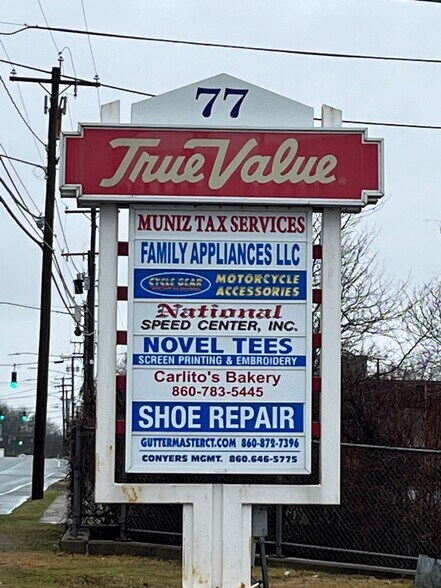 77
True Value
MUNIZ TAX SERVICES
FAMILY APPLIANCES LLC
CYCLE GEAR MOTORCYCLE ACCESSORIES
National
SPEED CENTER, INC.
NOVEL TEES
SCREEN PRINTING & EMBROIDERY
Carlito's Bakery
860-783-5445
SHOE REPAIR
GUTTERMASTERCT.COM 860-872-7396
CONYERS MGMT. 860.646-5775